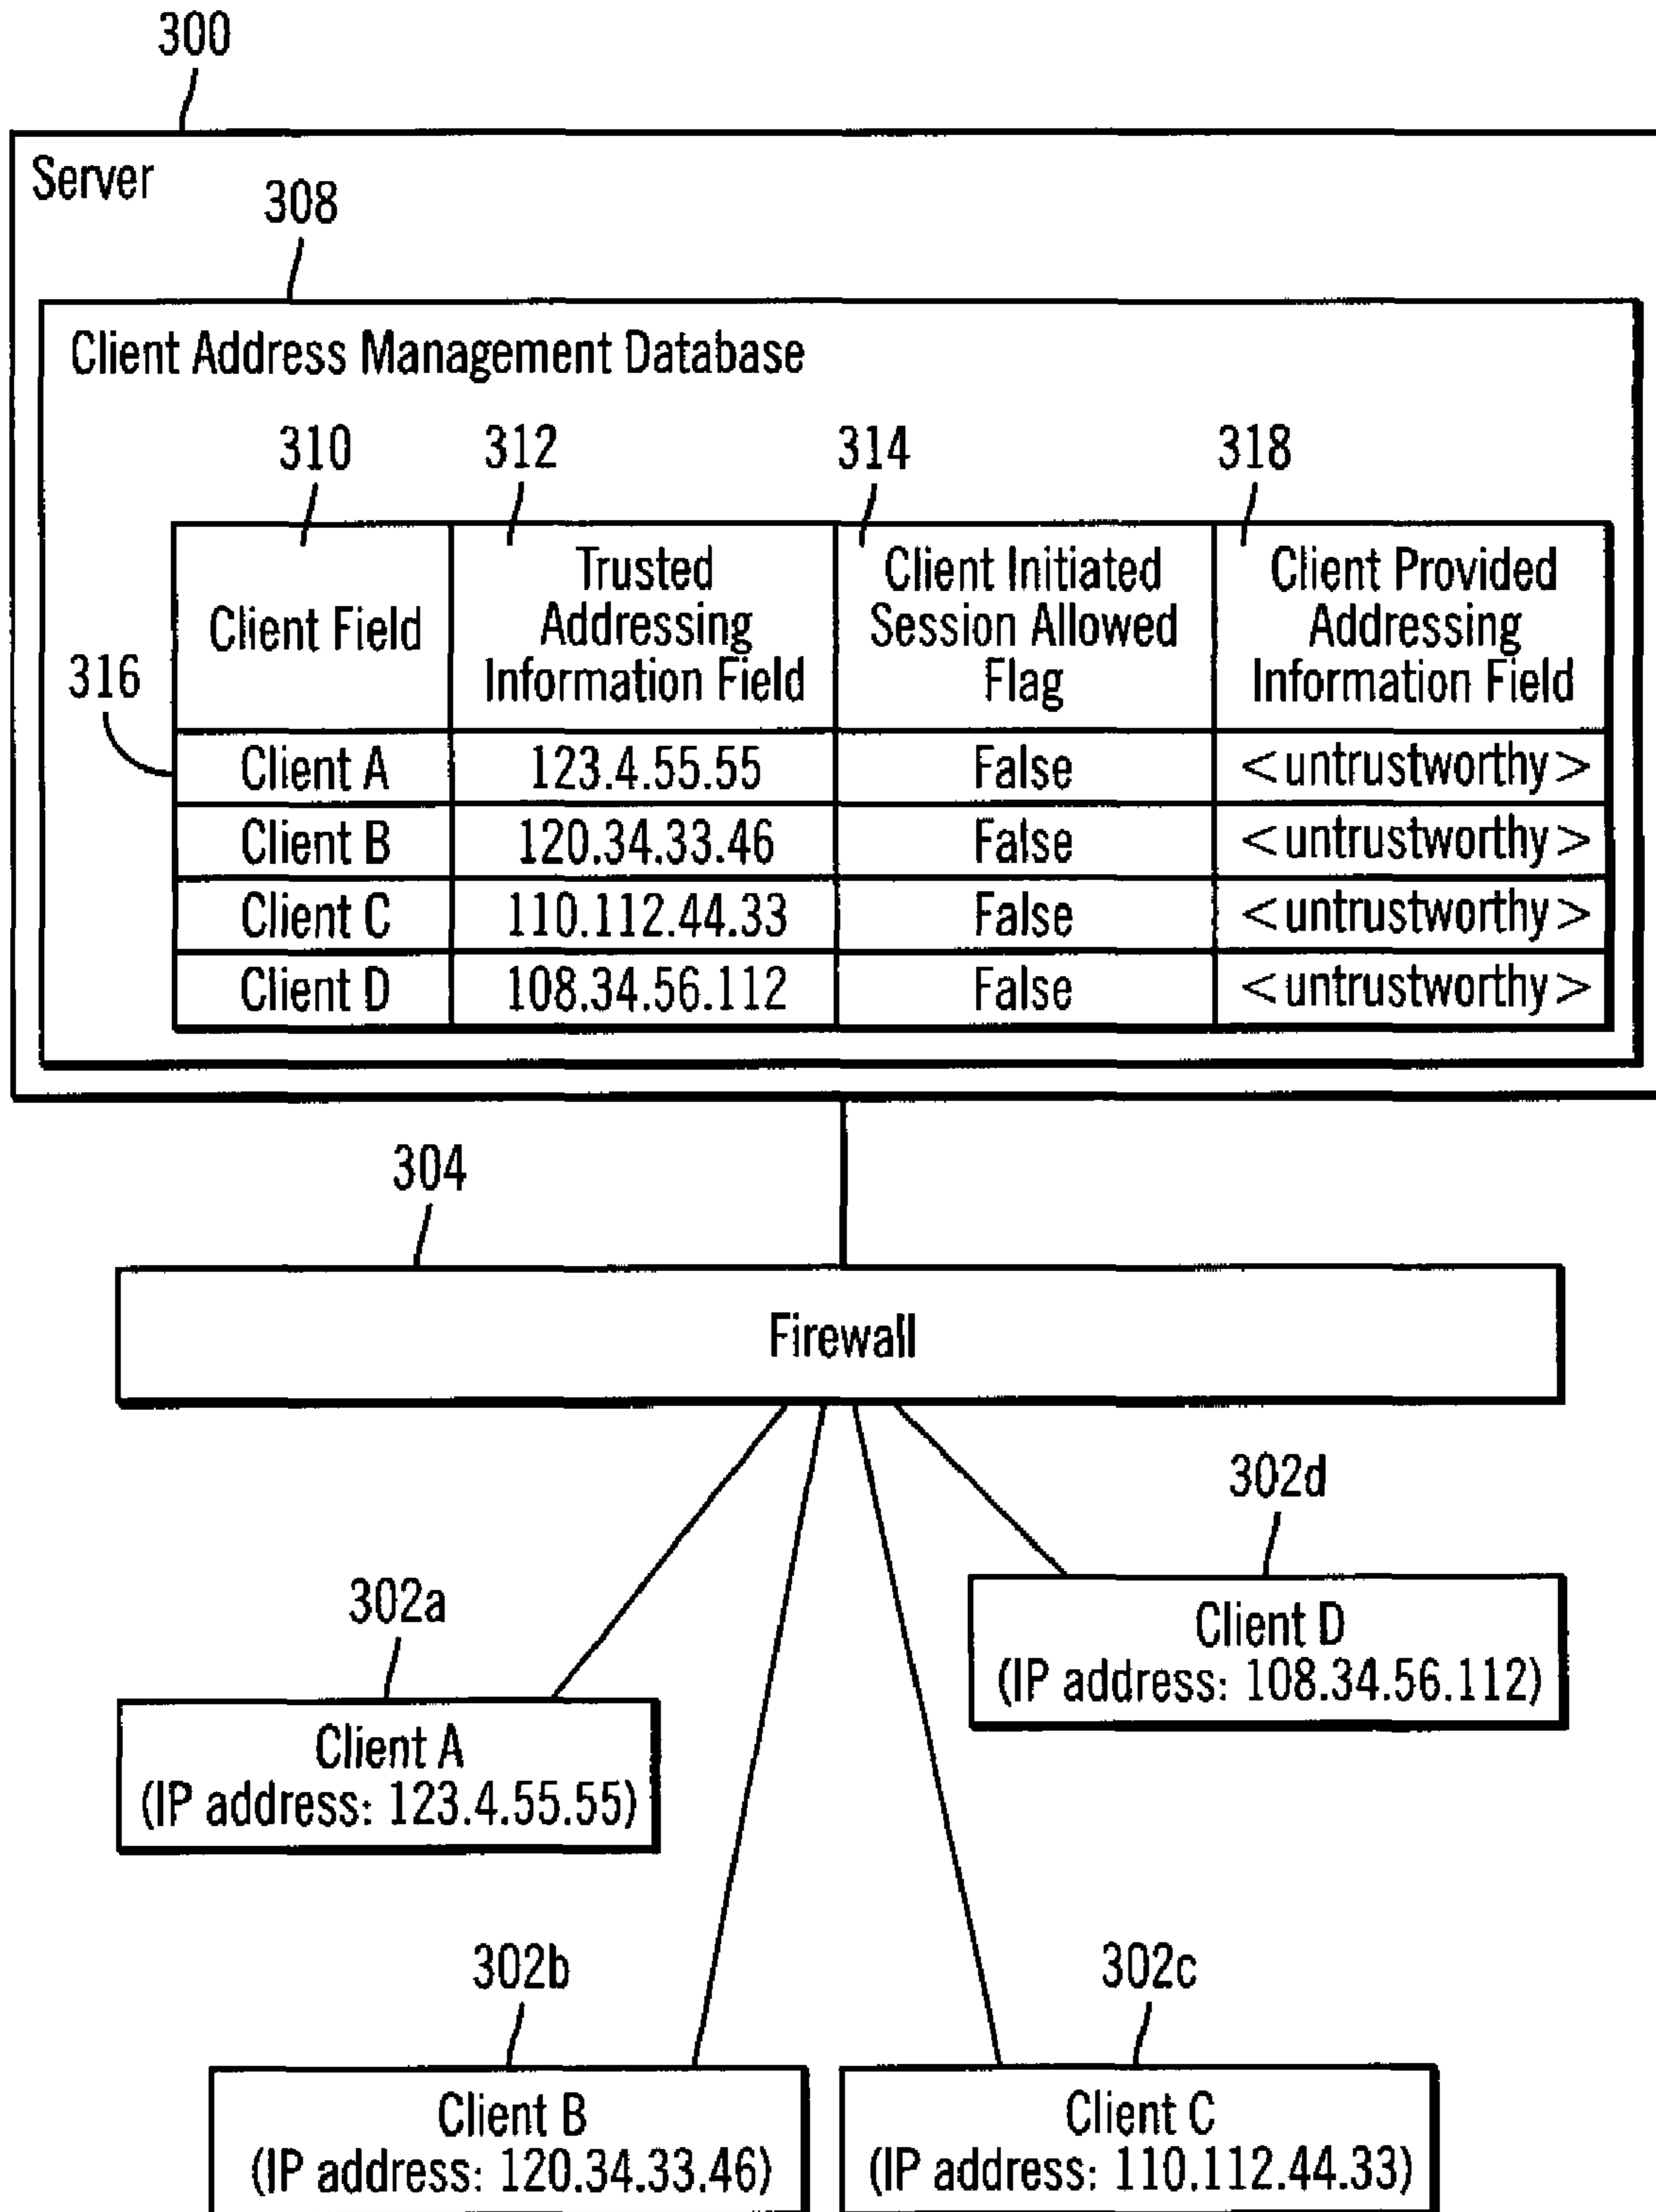 300
Server
308
Client Address Management Database
310 312 314 318
Client Field
Trusted
Addressing
Information Field
Client Initiated
Session Allowed
Flag
Client Provided
Addressing
Information Field
316
Client A 123.4.55.55 False <untrustworthy>
Client B 120.34.33.46 False <untrustworthy>
Client C 110.112.44.33 False <untrustworthy>
Client D 108.34.56.112 False <untrustworthy>
304
Firewall
302d
Client D
(IP address: 108.34.56.112)
302a
Client A
(IP address: 123.4.55.55)
302b
Client B
(IP address: 120.34.33.46)
302c
Client C
(IP address: 110.112.44.33)